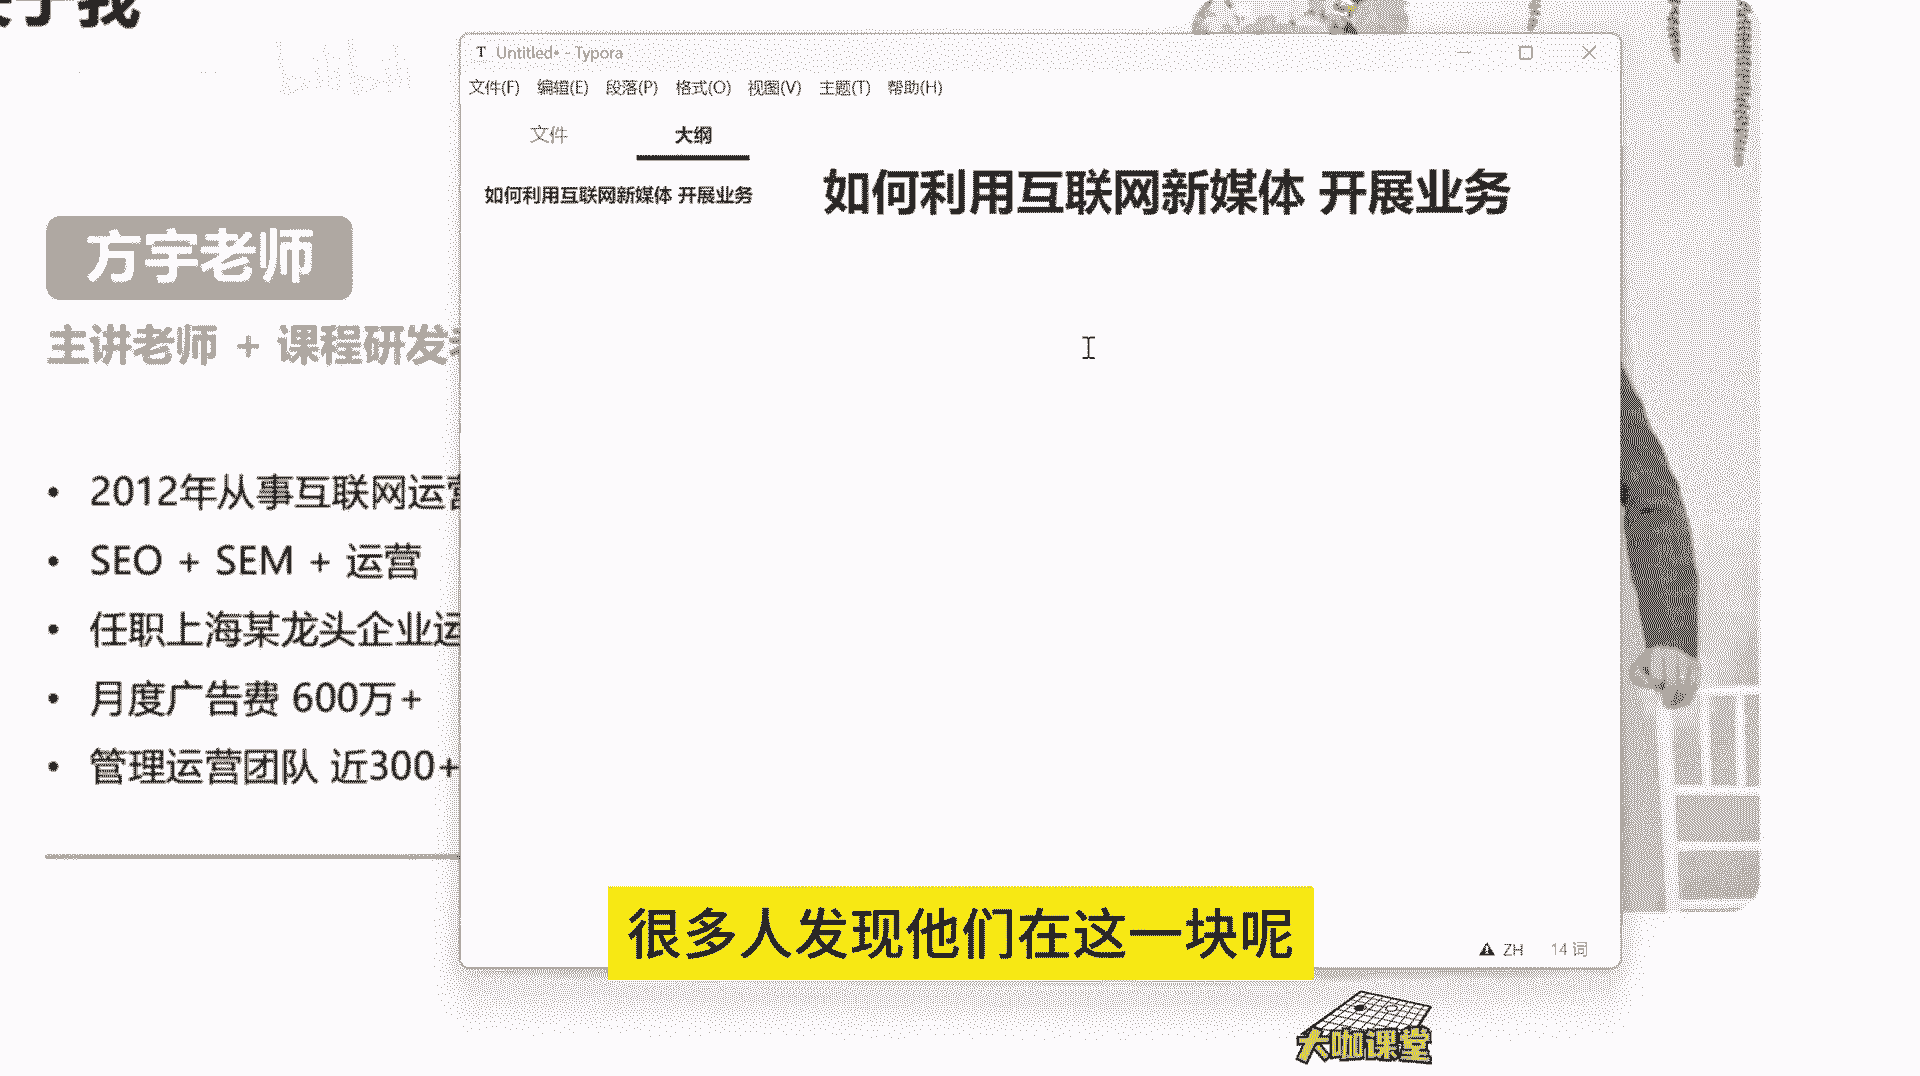 于我
bilibili
T Untitled• - Typora
文件(F) 编辑(E) 段落(P) 格式(O) 视图(V) 主题(T) 帮助(H)
文件 大纲
如何利用互联网新媒体 开展业务
如何利用互联网新媒体 开展业务
方宇老师
主讲老师 + 课程研发
• 2012年从事互联网运营
• SEO + SEM + 运营
• 任职上海某龙头企业运
• 月度广告费 600万+
• 管理运营团队 近300+
很多人发现他们在这一块呢
ZH 14 词
大咖课堂